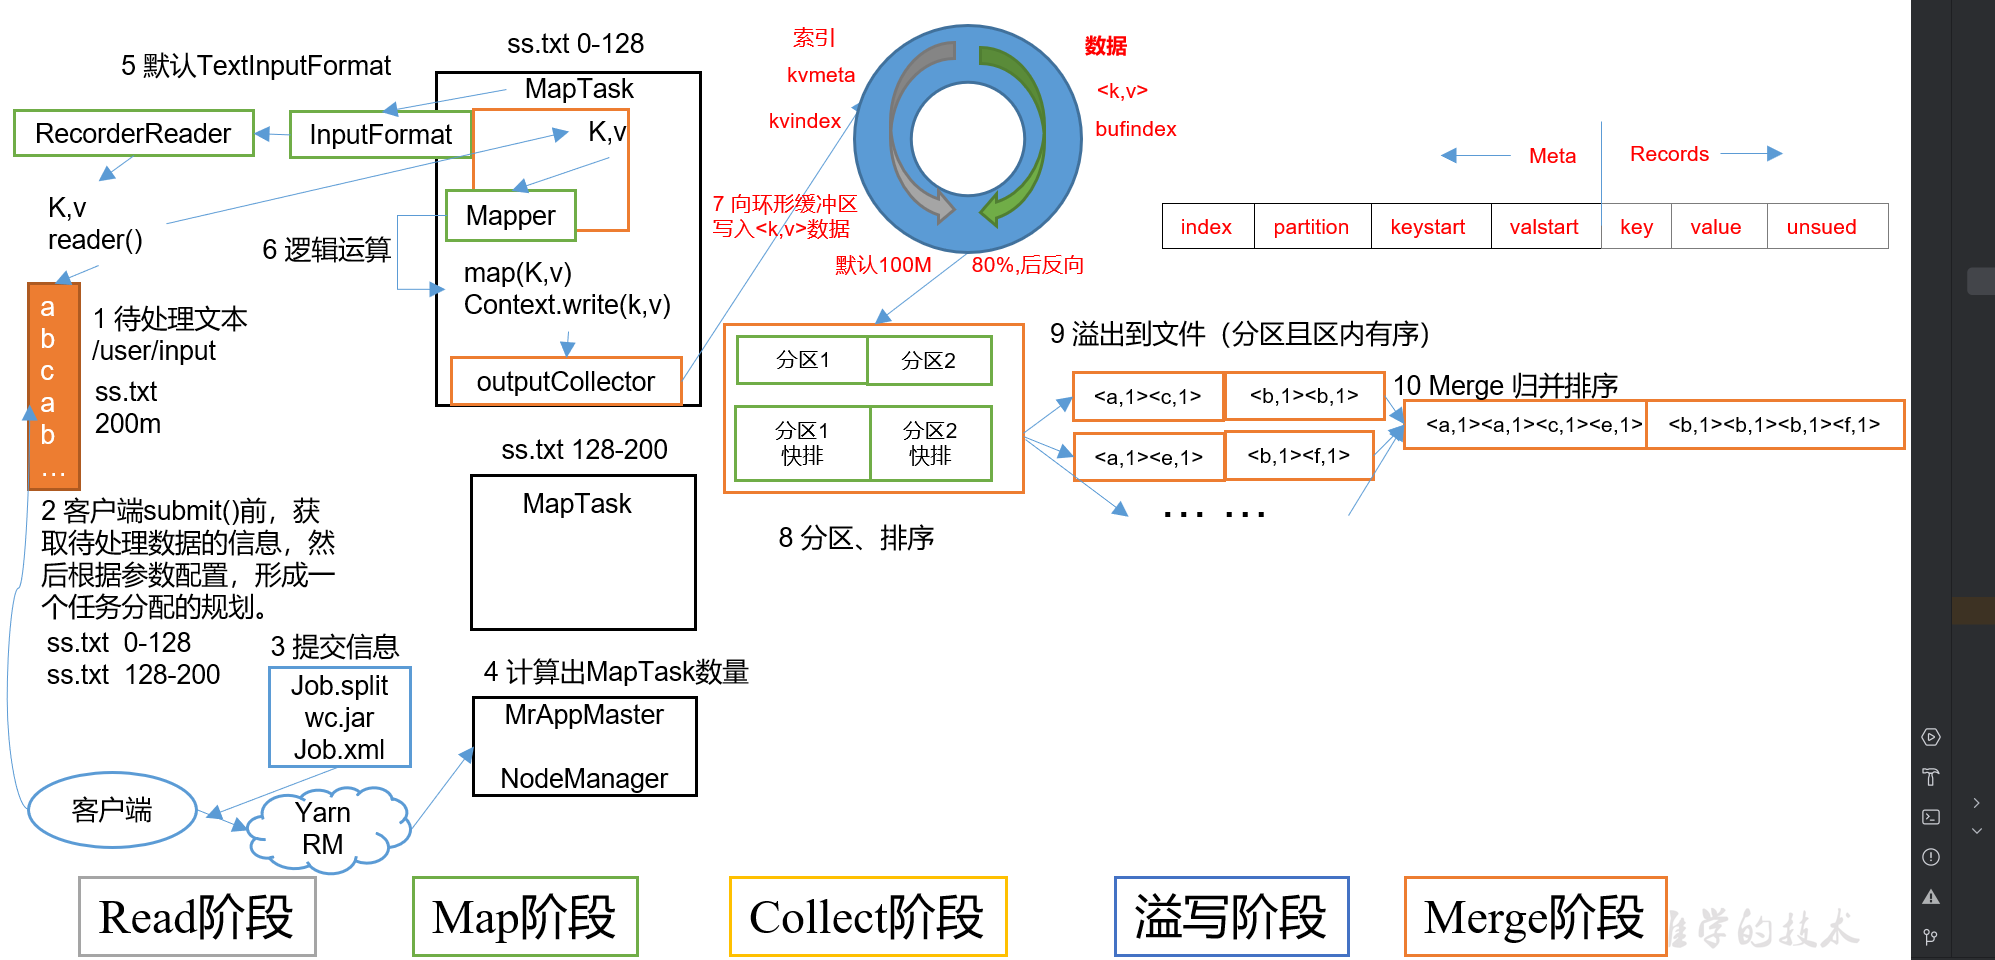 5 默认TextInputFormat
ss.txt 0-128
MapTask
RecorderReader
InputFormat
K,v
K,v
reader()
Mapper
6 逻辑运算
map(K,v)
Context.write(k,v)
outputCollector
a
b
c
a
b
...
1 待处理文本
/user/input
ss.txt
200m
2 客户端submit()前，获
取待处理数据的信息，然
后根据参数配置，形成一
个任务分配的规划。
ss.txt 0-128
ss.txt 128-200
3 提交信息
Job.split
wc.jar
Job.xml
客户端
Yarn
RM
ss.txt 128-200
MapTask
4 计算出MapTask数量
MrAppMaster
NodeManager
索引
kvmeta
kvindex
数据
<k,v>
bufindex
7 向环形缓冲区
写入<k,v>数据
默认100M
80%,后反向
Meta
Records
index
partition
keystart
valstart
key
value
unsued
分区1
分区2
分区1
快排
分区2
快排
8 分区、排序
9 溢出到文件（分区且区内有序）
<a,1><c,1>
<b,1><b,1>
<a,1><e,1>
<b,1><f,1>
... ...
10 Merge 归并排序
<a,1><a,1><c,1><e,1>
<b,1><b,1><b,1><f,1>
Read阶段
Map阶段
Collect阶段
溢写阶段
Merge阶段
学的技术